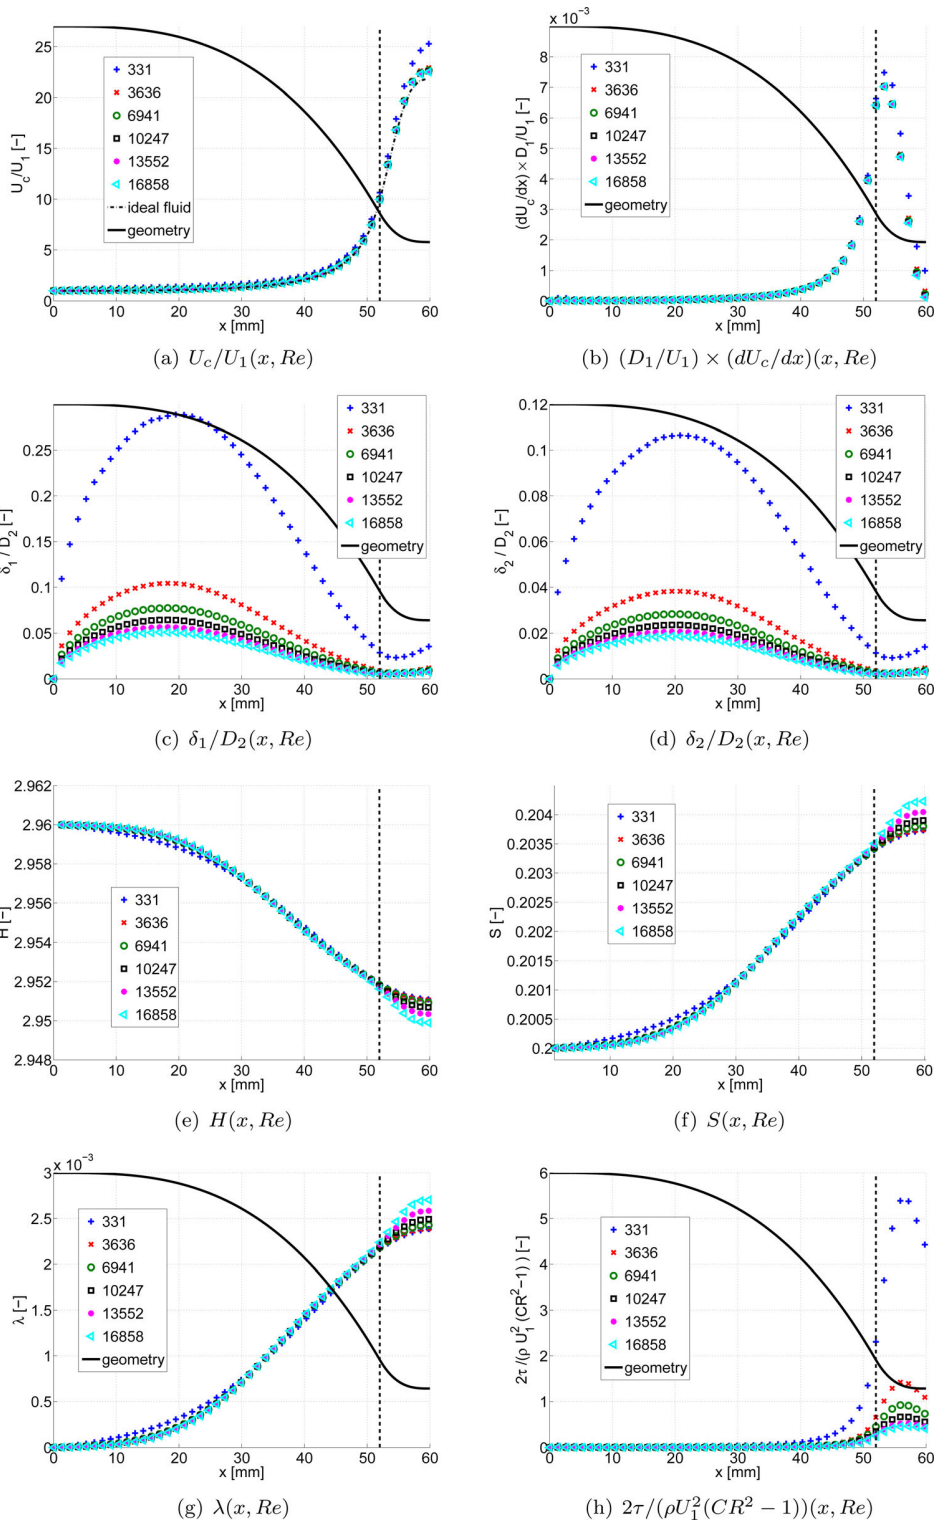 U_c/U_1 [−]
25
20
15
10
5
0
331
3636
6941
10247
13552
16858
ideal fluid
geometry
0 10 20 30 40 50 60
x [mm]
(a) U_c/U_1(x, Re)
x 10^−3
(dU_c/dx) × D_1/U_1 [−]
9
8
7
6
5
4
3
2
1
0
331
3636
6941
10247
13552
16858
geometry
0 10 20 30 40 50 60
x [mm]
(b) (D_1/U_1) × (dU_c/dx)(x, Re)
δ_1 / D_2 [−]
0.25
0.2
0.15
0.1
0.05
0
331
3636
6941
10247
13552
16858
geometry
0 10 20 30 40 50 60
x [mm]
(c) δ_1/D_2(x, Re)
δ_2 / D_2 [−]
0.12
0.1
0.08
0.06
0.04
0.02
0
331
3636
6941
10247
13552
16858
geometry
0 10 20 30 40 50 60
x [mm]
(d) δ_2/D_2(x, Re)
H [−]
2.962
2.96
2.958
2.956
2.954
2.952
2.95
2.948
331
3636
6941
10247
13552
16858
0 10 20 30 40 50 60
x [mm]
(e) H(x, Re)
S [−]
0.204
0.2035
0.203
0.2025
0.202
0.2015
0.201
0.2005
0.2
331
3636
6941
10247
13552
16858
10 20 30 40 50 60
x [mm]
(f) S(x, Re)
x 10^−3
λ [−]
3
2.5
2
1.5
1
0.5
0
331
3636
6941
10247
13552
16858
geometry
0 10 20 30 40 50 60
x [mm]
(g) λ(x, Re)
2τ /(ρ U_1^2 (CR^2−1) ) [−]
6
5
4
3
2
1
0
331
3636
6941
10247
13552
16858
geometry
0 10 20 30 40 50 60
x [mm]
(h) 2τ/(ρU_1^2(CR^2 − 1))(x, Re)